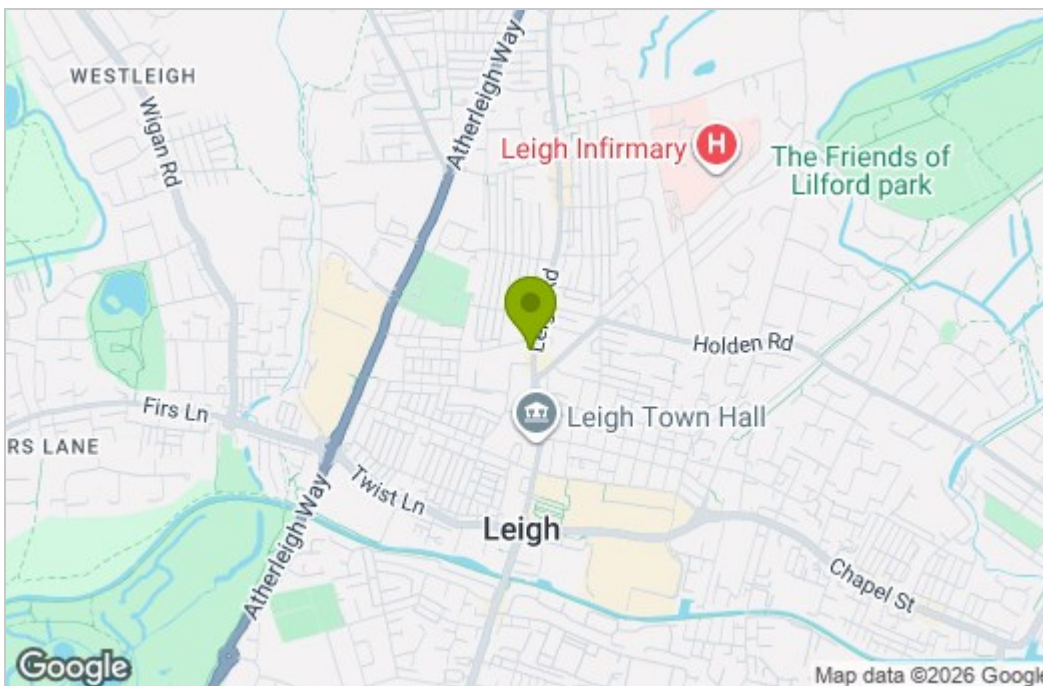 WESTLEIGH
Wigan Rd
Atherleigh Way
Leigh Infirmary
H
The Friends of
Lilford park
Holden Rd
Firs Ln
RS LANE
Leigh Town Hall
Twist Ln
Leigh
Atherleigh Way
Chapel St
Google
Map data ©2026 Google